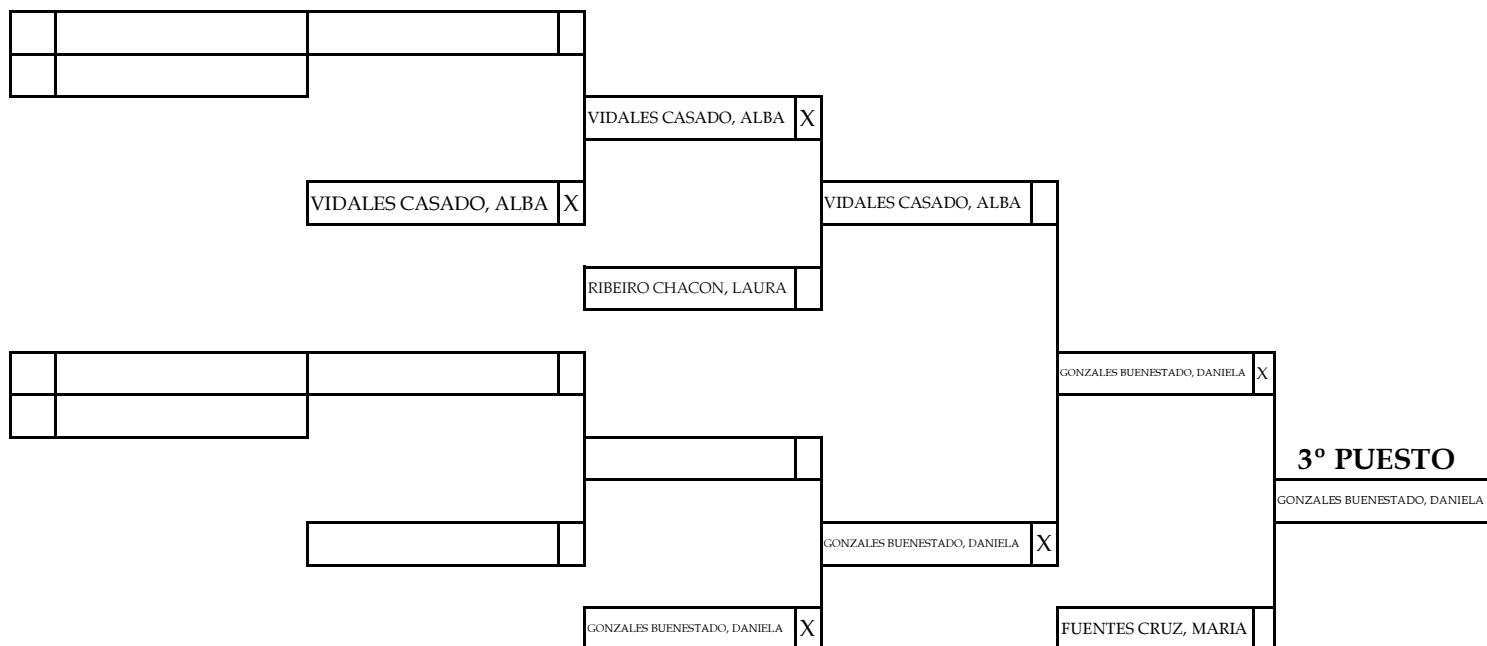 VIDALES CASADO, ALBA X
VIDALES CASADO, ALBA X
VIDALES CASADO, ALBA
RIBEIRO CHACON, LAURA
GONZALES BUENESTADO, DANIELA X
3º PUESTO
GONZALES BUENESTADO, DANIELA
GONZALES BUENESTADO, DANIELA X
GONZALES BUENESTADO, DANIELA X
FUENTES CRUZ, MARIA